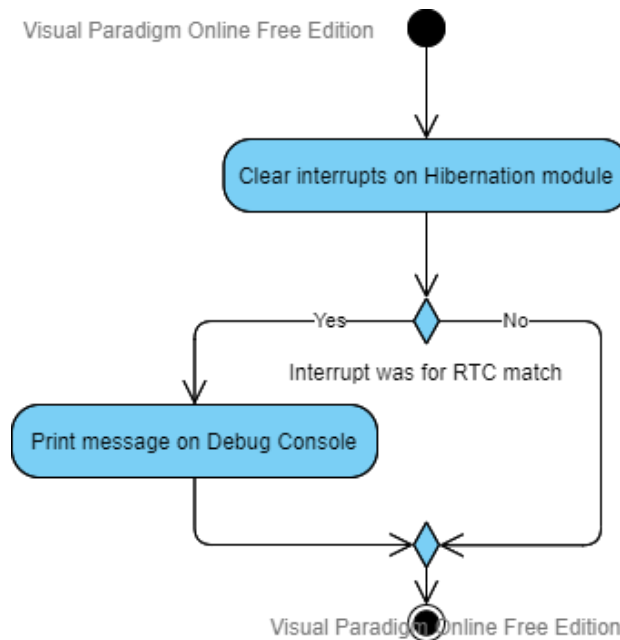 Visual Paradigm Online Free Edition
Clear interrupts on Hibernation module
Yes
No
Interrupt was for RTC match
Print message on Debug Console
Visual Paradigm Online Free Edition